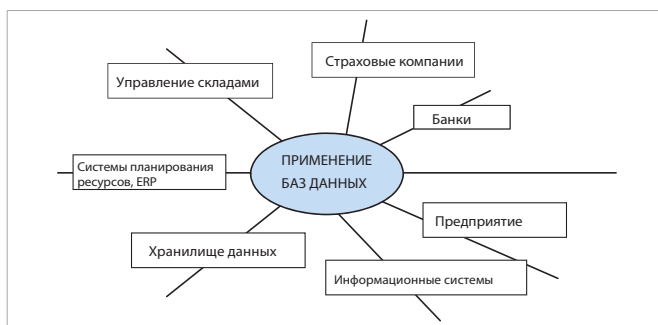 Страховые компании
Управление складами
Банки
ПРИМЕНЕНИЕ
БАЗ ДАННЫХ
Системы планирования
ресурсов, ERP
Предприятие
Хранилище данных
Информационные системы